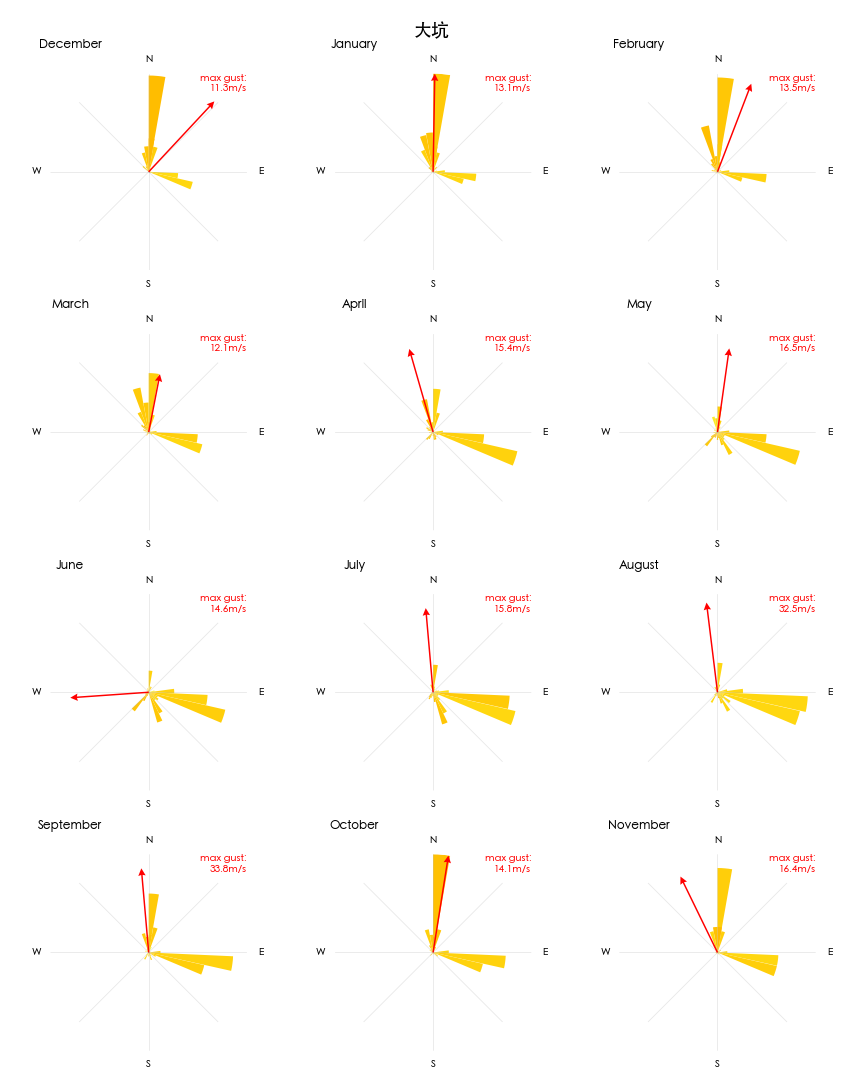 大坑
December
January
February
N
N
N
max gust:
11.3m/s
max gust:
13.1m/s
max gust:
13.5m/s
W
E
W
E
W
E
S
S
S
March
April
May
N
N
N
max gust:
12.1m/s
max gust:
15.4m/s
max gust:
16.5m/s
W
E
W
E
W
E
S
S
S
June
July
August
N
N
N
max gust:
14.6m/s
max gust:
15.8m/s
max gust:
32.5m/s
W
E
W
E
W
E
S
S
S
September
October
November
N
N
N
max gust:
33.8m/s
max gust:
14.1m/s
max gust:
16.4m/s
W
E
W
E
W
E
S
S
S